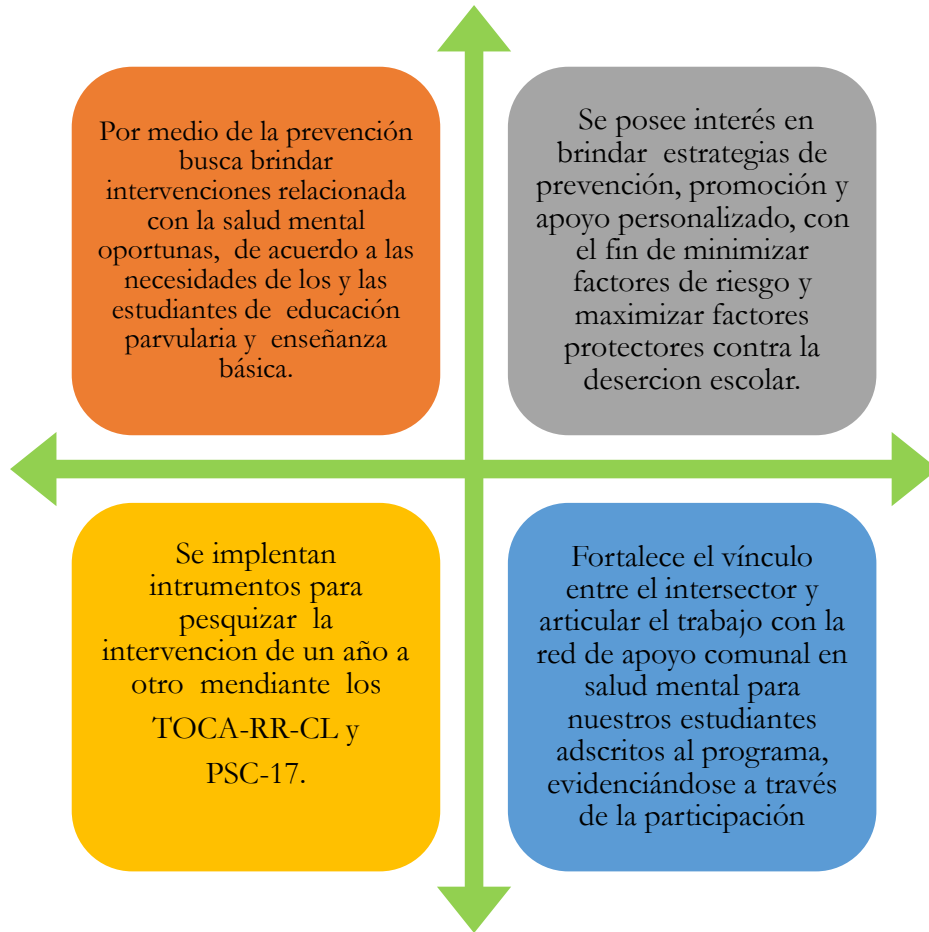 Por medio de la prevención
busca brindar
intervenciones relacionada
con la salud mental
oportunas, de acuerdo a las
necesidades de los y las
estudiantes de educación
parvularia y enseñanza
básica.
Se posee interés en
brindar estrategias de
prevención, promoción y
apoyo personalizado, con
el fin de minimizar
factores de riesgo y
maximizar factores
protectores contra la
desercion escolar.
Se implentan
intrumentos para
pesquizar la
intervencion de un año a
otro mendiante los
TOCA-RR-CL y
PSC-17.
Fortalece el vínculo
entre el intersector y
articular el trabajo con la
red de apoyo comunal en
salud mental para
nuestros estudiantes
adscritos al programa,
evidenciándose a través
de la participación